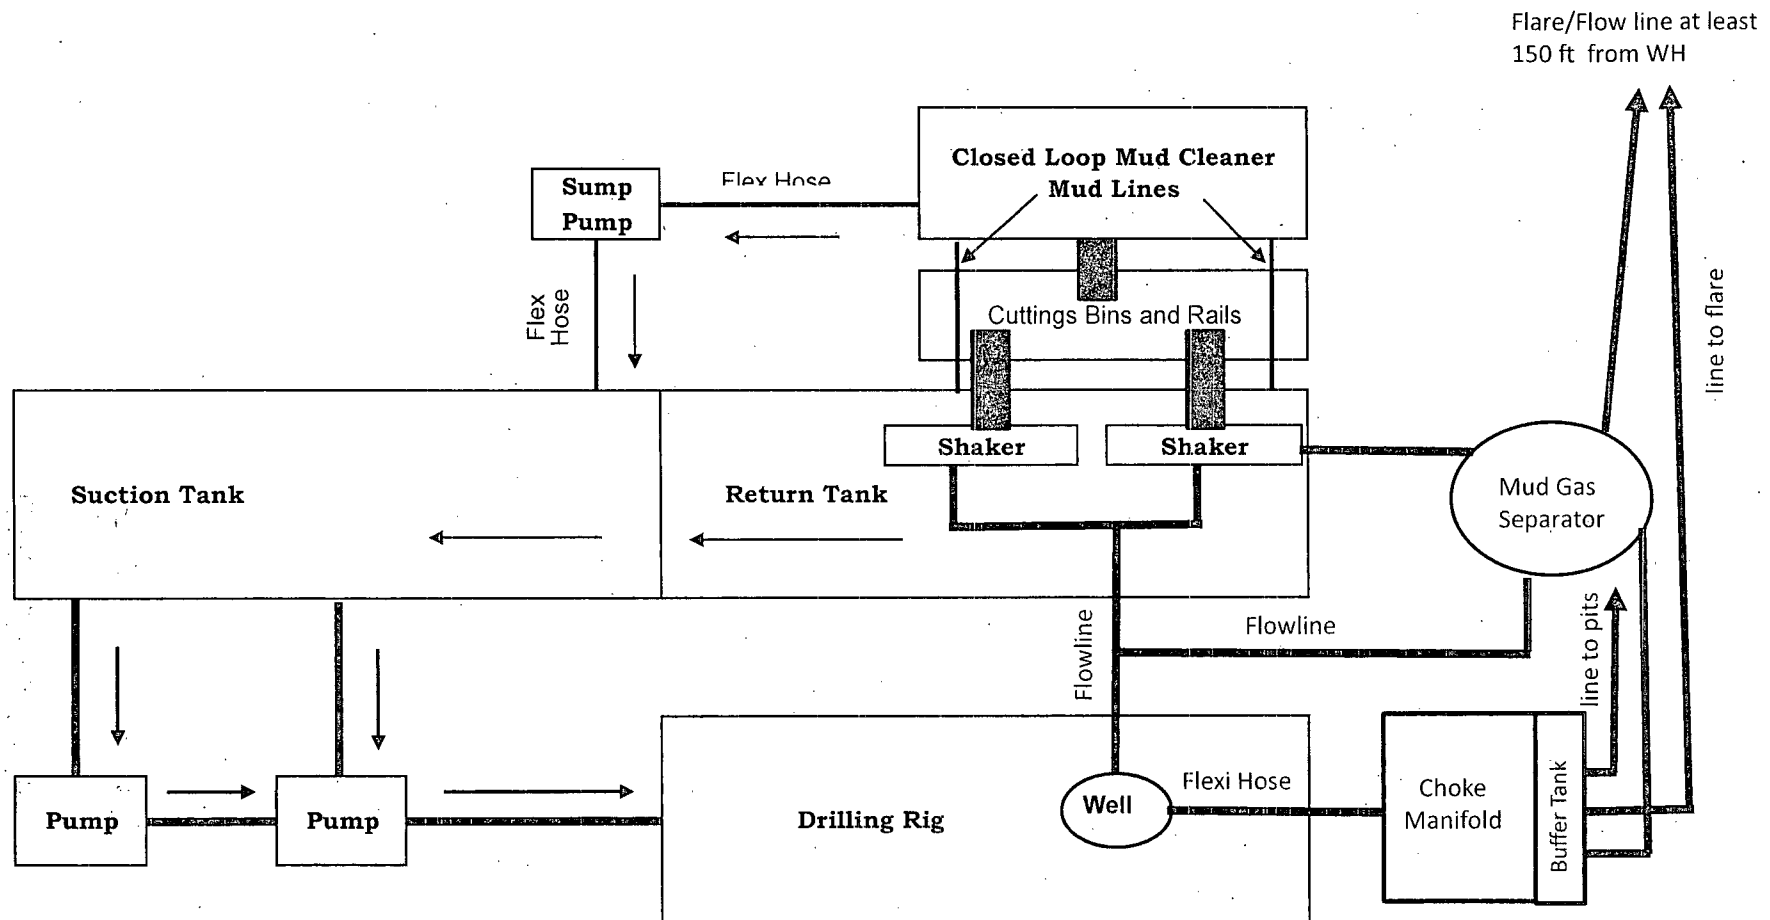 Flare/Flow line at least
150 ft from WH
Closed Loop Mud Cleaner
Mud Lines
Sump
Pump
Flex Hose
Flex
Hose
Cuttings Bins and Rails
line to flare
Shaker
Shaker
Suction Tank
Return Tank
Mud Gas
Separator
Flowline
Flowline
line to pits
Pump
Pump
Drilling Rig
Well
Flexi Hose
Choke
Manifold
Buffer Tank